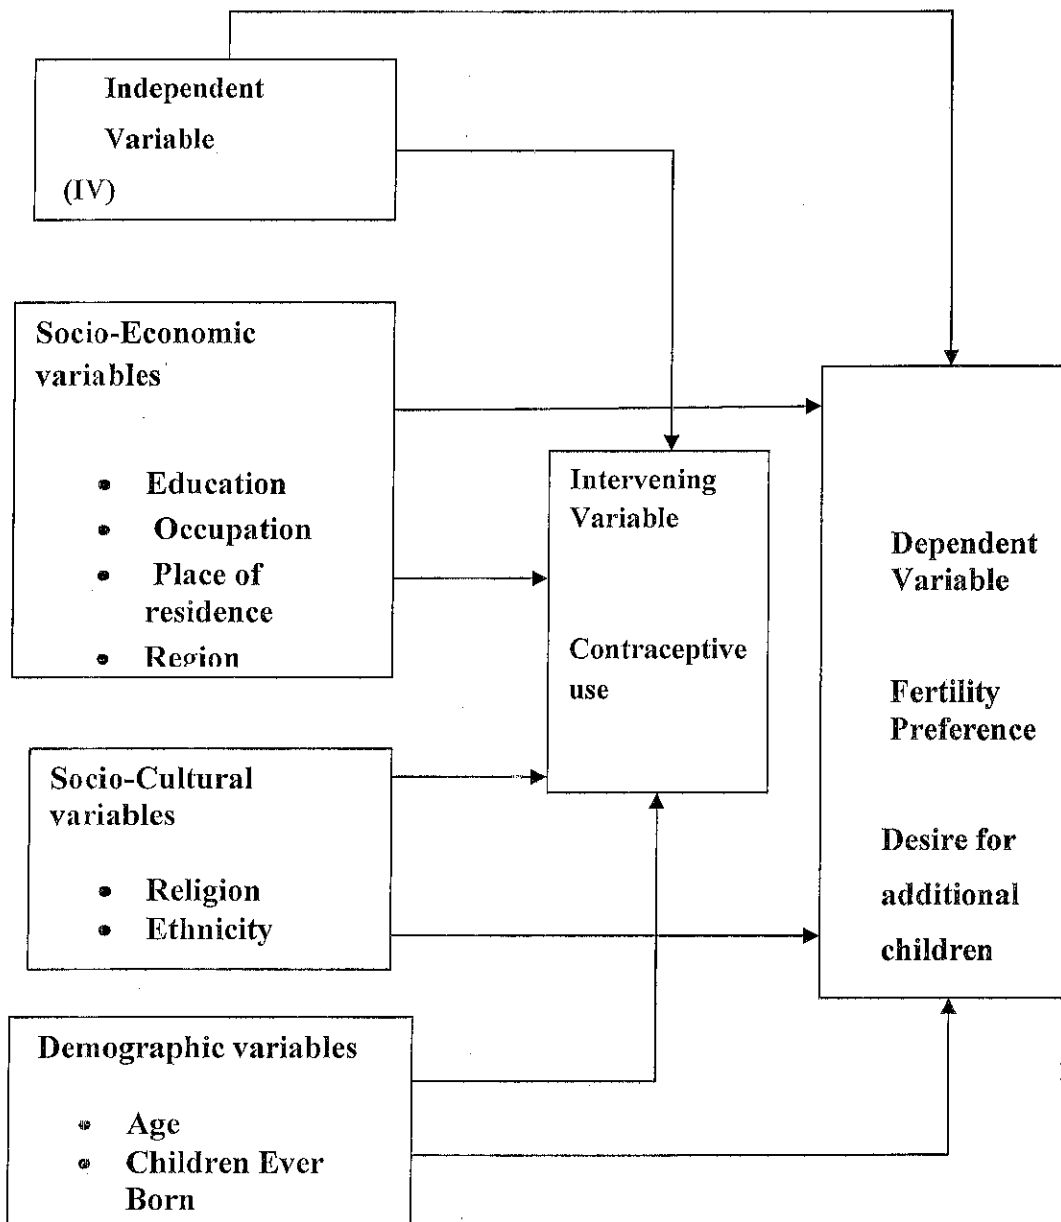 Independent
Variable
(IV)
Socio-Economic
variables
• Education
• Occupation
• Place of
residence
• Region
Socio-Cultural
variables
• Religion
• Ethnicity
Demographic variables
• Age
• Children Ever
Born
Intervening
Variable
Contraceptive
use
Dependent
Variable
Fertility
Preference
Desire for
additional
children